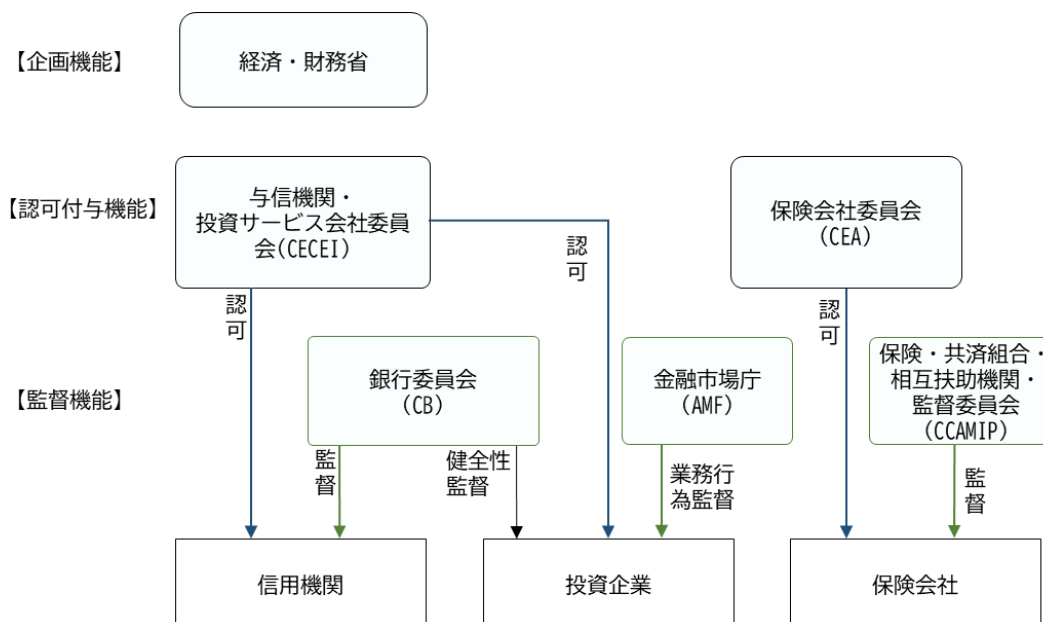 【企画機能】
経済・財務省
【認可付与機能】
与信機関・
投資サービス会社委員
会(CECEI)
保険会社委員会
(CEA)
認
可
認
可
認
可
【監督機能】
銀行委員会
(CB)
金融市場庁
(AMF)
保険・共済組合・
相互扶助機関・
監督委員会
(CCAMIP)
監
督
健全性
監督
業務行
為監督
監
督
信用機関
投資企業
保険会社